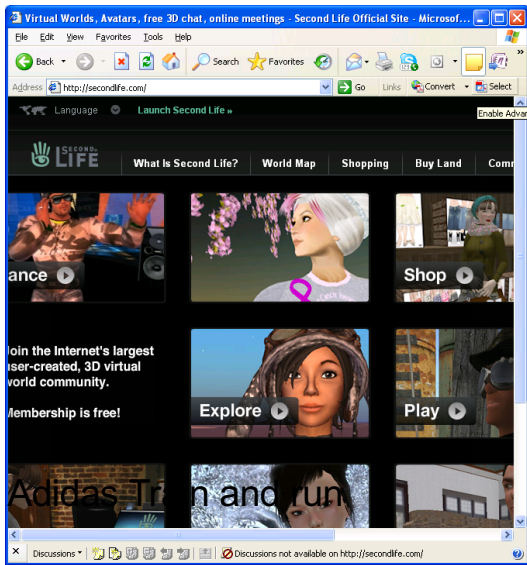 Virtual Worlds, Avatars, free 3D chat, online meetings - Second Life Official Site - Microsof...
File Edit View Favorites Tools Help
Back Search Favorites
Address http://secondlife.com/ Go Links Convert Select
Enable Advan
Language Launch Second Life »
SECOND LIFE What Is Second Life? World Map Shopping Buy Land Comm
ance Shop
Join the Internet's largest
user-created, 3D virtual
world community.
Membership is free!
Explore Play
Adidas Train and run
Discussions Discussions not available on http://secondlife.com/